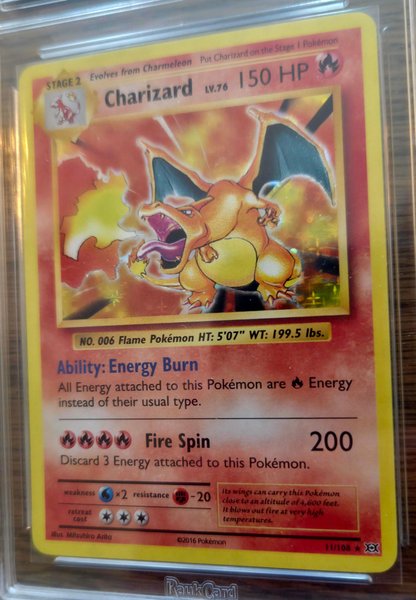 STAGE 2 Evolves from Charmeleon Put Charizard on the Stage 1 Pokémon
Charizard LV.76 150 HP
NO. 006 Flame Pokémon HT: 5'07" WT: 199.5 lbs.
Ability: Energy Burn
All Energy attached to this Pokémon are Energy
instead of their usual type.
Fire Spin 200
Discard 3 Energy attached to this Pokémon.
weakness ×2 resistance -20
retreat
cost
Its wings can carry this Pokémon
close to an altitude of 4,600 feet.
It blows out fire at very high
temperatures.
Illus. Mitsuhiro Arita
©2016 Pokémon
11/108
RankCard